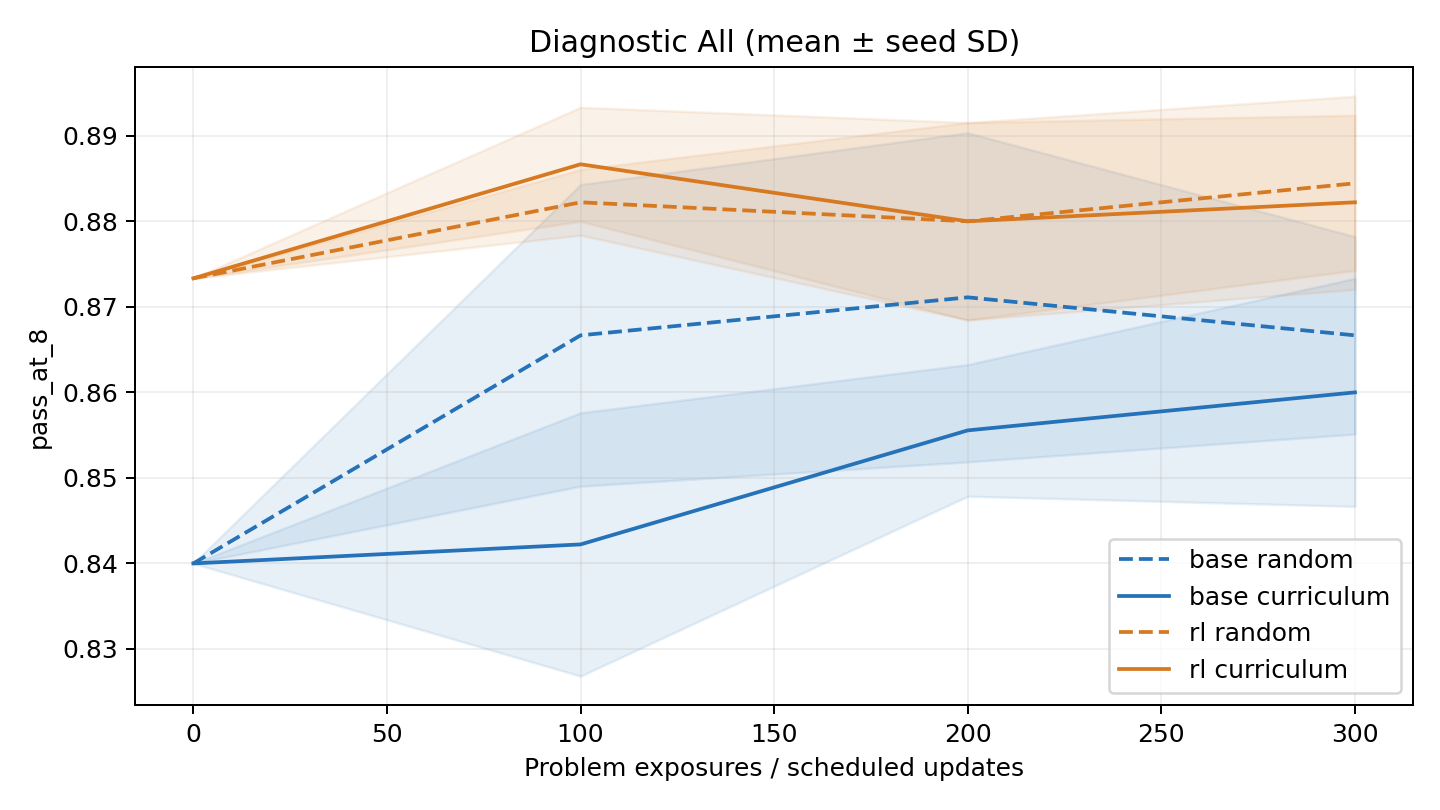 Diagnostic All (mean ± seed SD)
pass_at_8
0.89
0.88
0.87
0.86
0.85
0.84
0.83
base random
base curriculum
rl random
rl curriculum
0 50 100 150 200 250 300
Problem exposures / scheduled updates